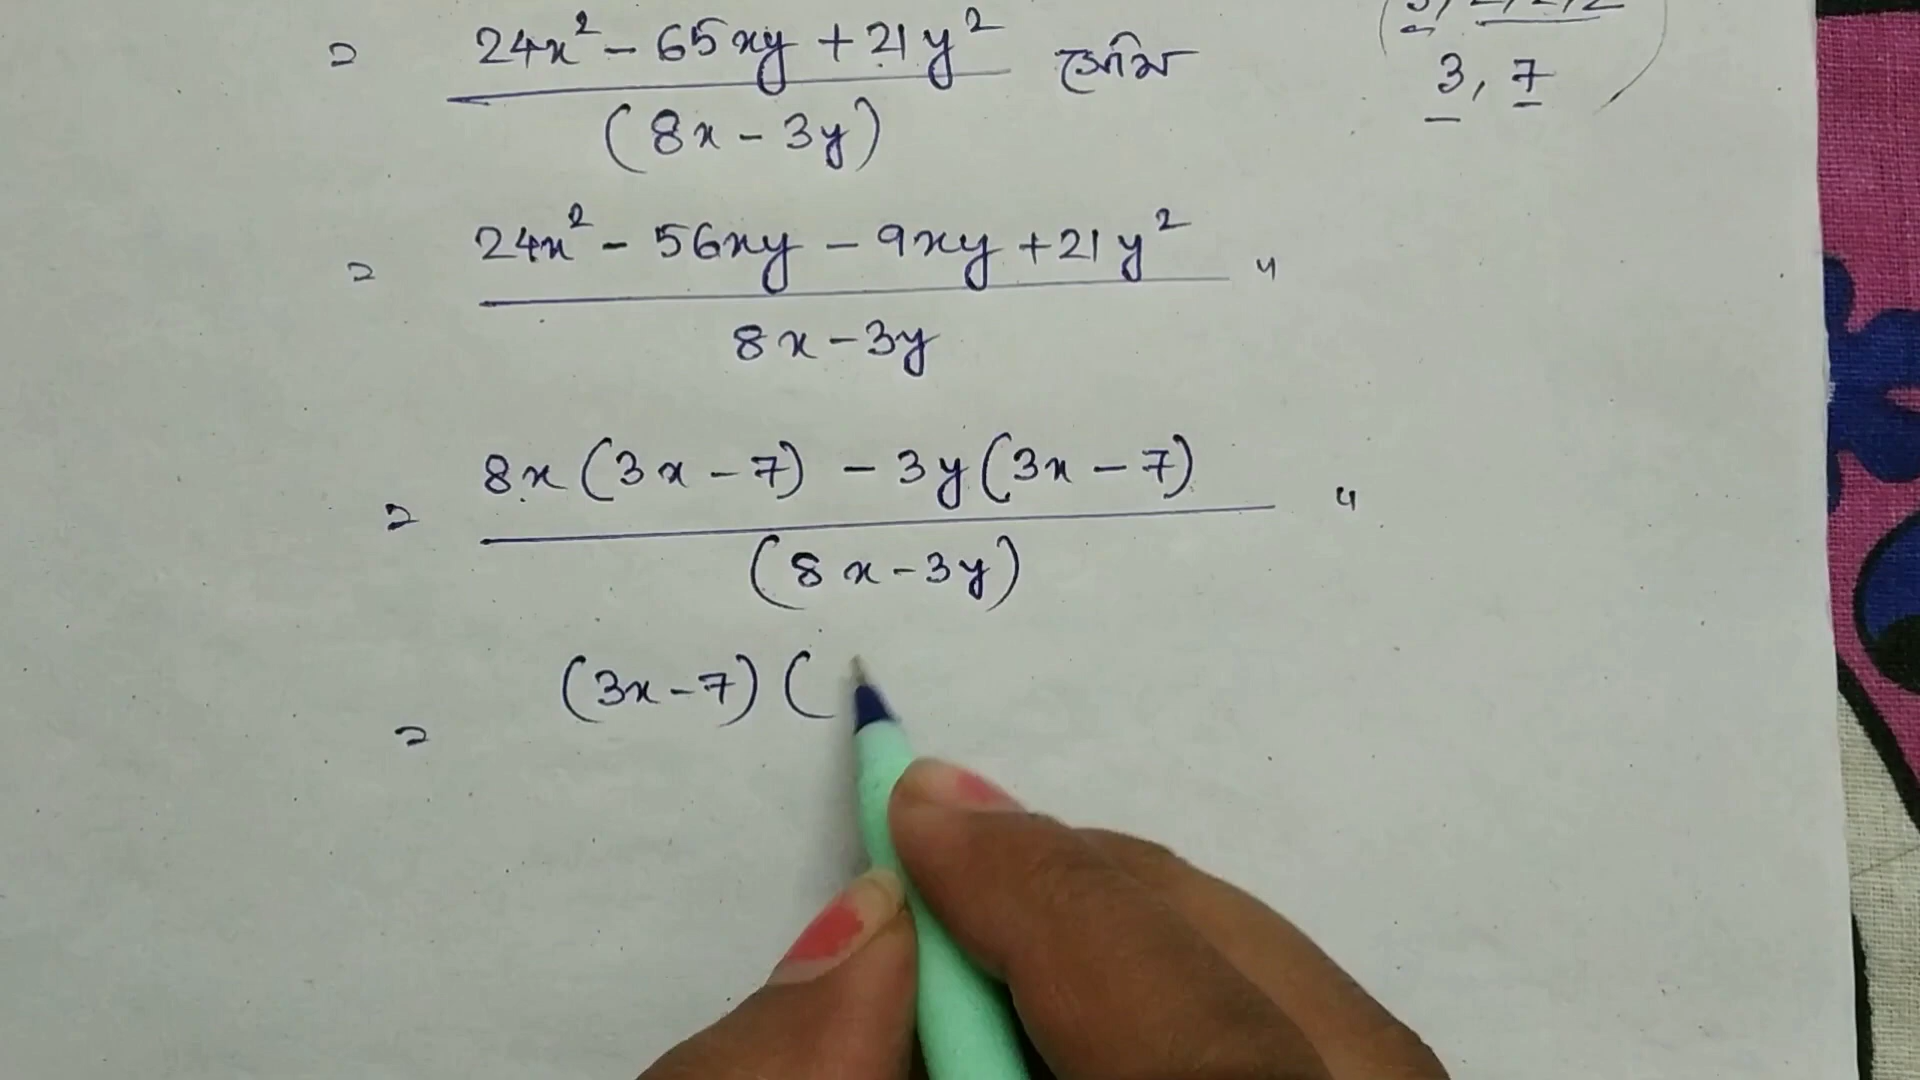 = 24x² - 65xy + 21y² সেমি
(8x - 3y)
3, 7
= 24x² - 56xy - 9xy + 21y² "
8x - 3y
= 8x(3x - 7) - 3y(3x - 7) "
(8x - 3y)
= (3x - 7) (